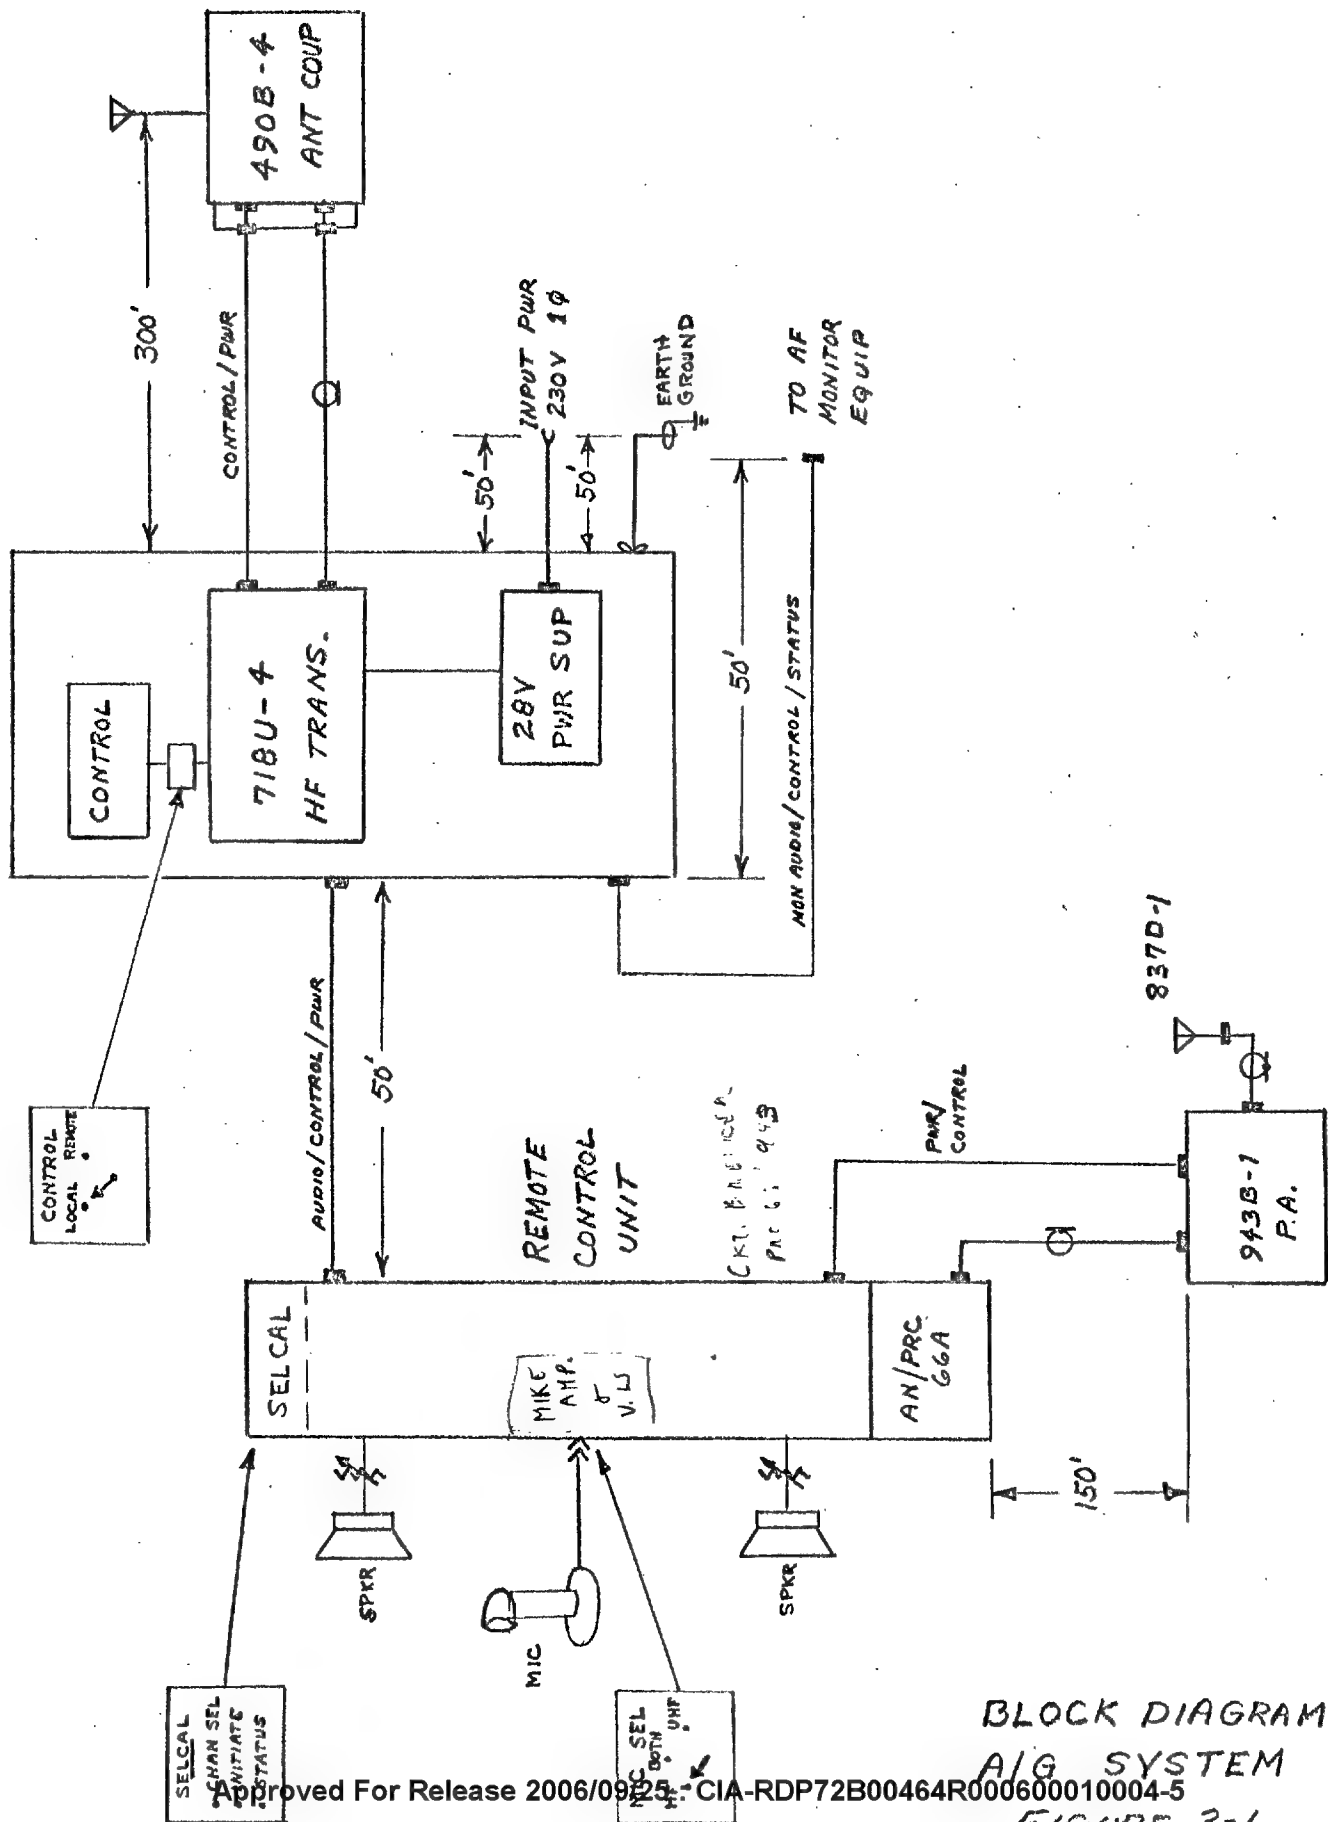 490B-4
ANT COUP
300'
CONTROL/PWR
INPUT PWR
230V 1φ
50'
50'
EARTH
GROUND
TO AF
MONITOR
EQUIP
CONTROL
718U-4
HF TRANS.
28V
PWR SUP
50'
MON AUDIO/CONTROL/STATUS
CONTROL
LOCAL REMOTE
AUDIO/CONTROL/PWR
50'
REMOTE
CONTROL
UNIT
837D-1
PWR/
CONTROL
943B-1
P.A.
SELCAL
MIKE
AMP.
AN/PRC
66A
150'
SPKR
MIC
SPKR
SELCAL
CHAN SEL
INITIATE
STATUS
SEL
BOTH UHF
BLOCK DIAGRAM
A/G SYSTEM
FIGURE 3-1
Approved For Release 2006/09/25 : CIA-RDP72B00464R000600010004-5